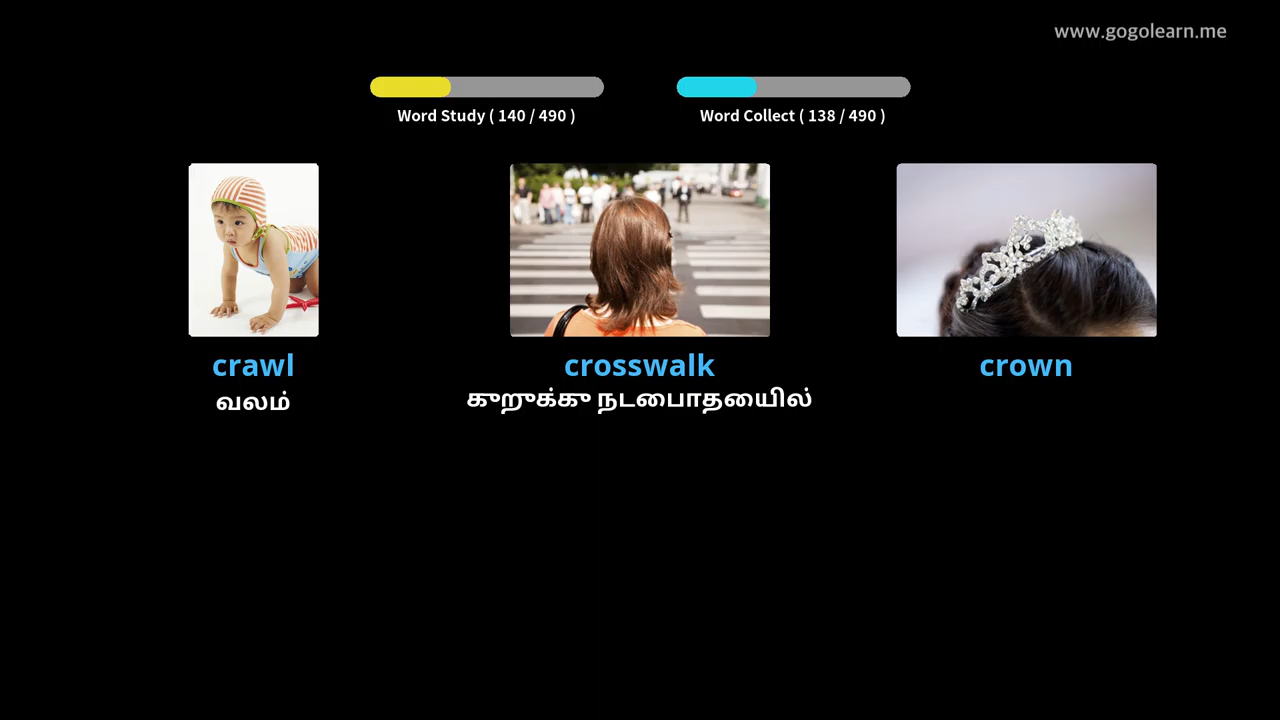 www.gogolearn.me
Word Study ( 140 / 490 )
Word Collect ( 138 / 490 )
crawl
crosswalk
crown
வலம்
குறுக்கு நடைபாதையில்